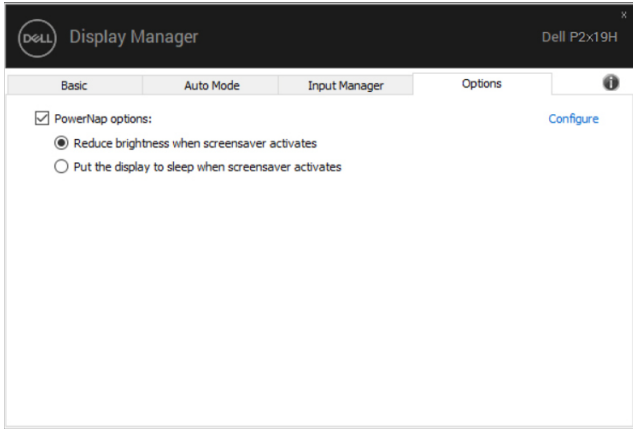 x
DELL Display Manager Dell P2x19H
Basic Auto Mode Input Manager Options i
PowerNap options: Configure
Reduce brightness when screensaver activates
Put the display to sleep when screensaver activates